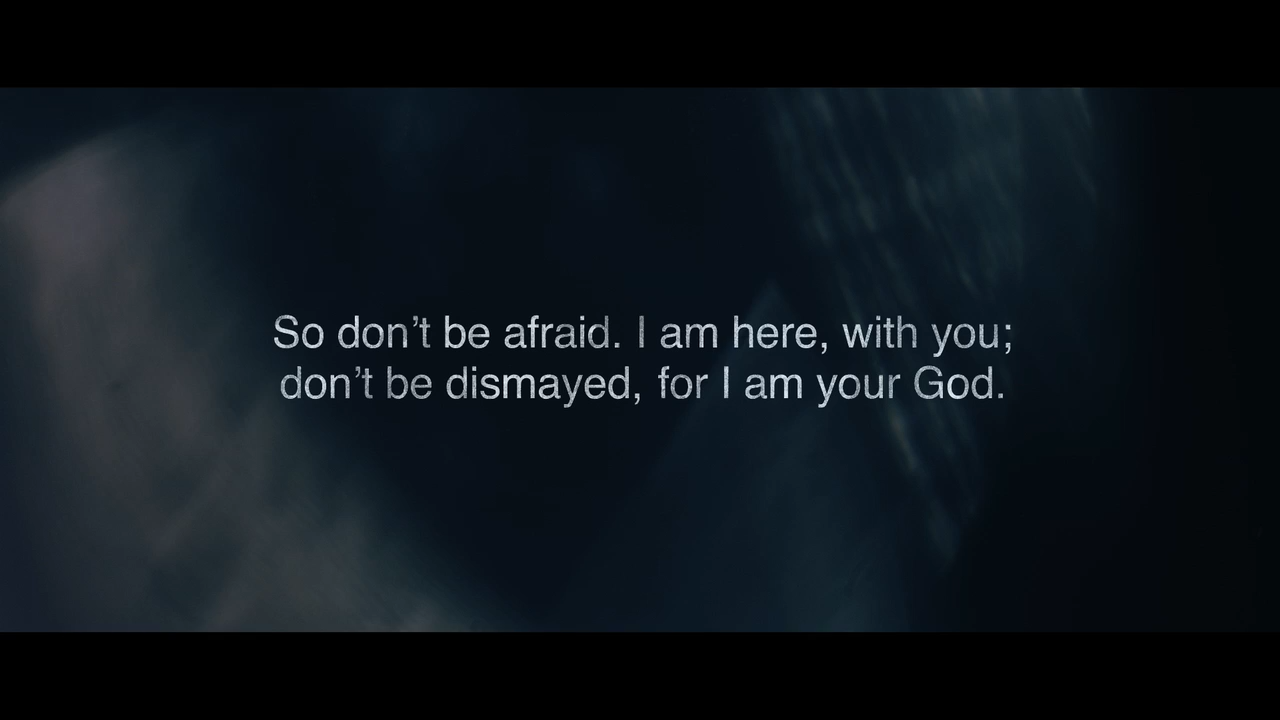 So don’t be afraid. I am here, with you;
don’t be dismayed, for I am your God.